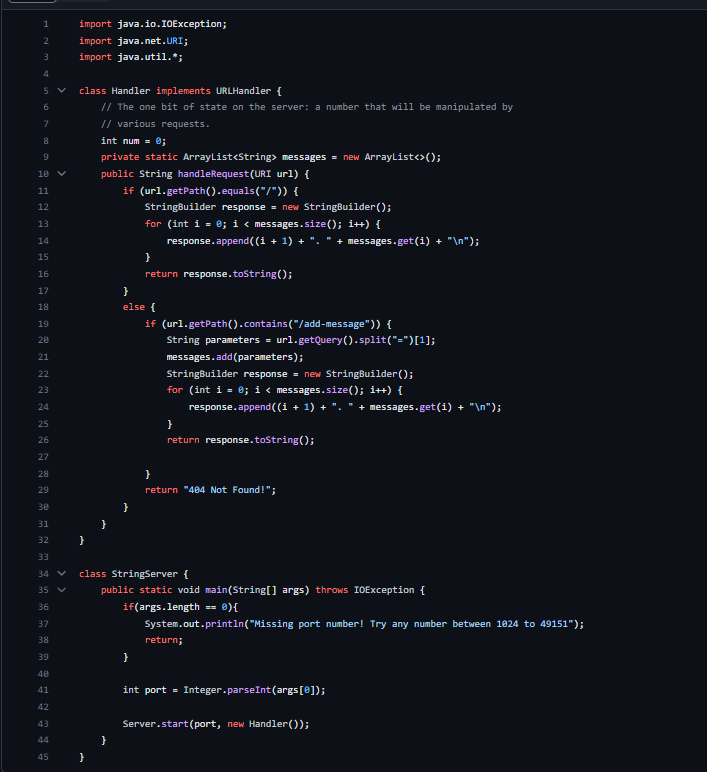 1 import java.io.IOException;
2 import java.net.URI;
3 import java.util.*;
4
5 class Handler implements URLHandler {
6 // The one bit of state on the server: a number that will be manipulated by
7 // various requests.
8 int num = 0;
9 private static ArrayList<String> messages = new ArrayList<>();
10 public String handleRequest(URI url) {
11 if (url.getPath().equals("/")) {
12 StringBuilder response = new StringBuilder();
13 for (int i = 0; i < messages.size(); i++) {
14 response.append((i + 1) + ". " + messages.get(i) + "\n");
15 }
16 return response.toString();
17 }
18 else {
19 if (url.getPath().contains("/add-message")) {
20 String parameters = url.getQuery().split("=")[1];
21 messages.add(parameters);
22 StringBuilder response = new StringBuilder();
23 for (int i = 0; i < messages.size(); i++) {
24 response.append((i + 1) + ". " + messages.get(i) + "\n");
25 }
26 return response.toString();
27
28 }
29 return "404 Not Found!";
30 }
31 }
32 }
33
34 class StringServer {
35 public static void main(String[] args) throws IOException {
36 if(args.length == 0){
37 System.out.println("Missing port number! Try any number between 1024 to 49151");
38 return;
39 }
40
41 int port = Integer.parseInt(args[0]);
42
43 Server.start(port, new Handler());
44 }
45 }